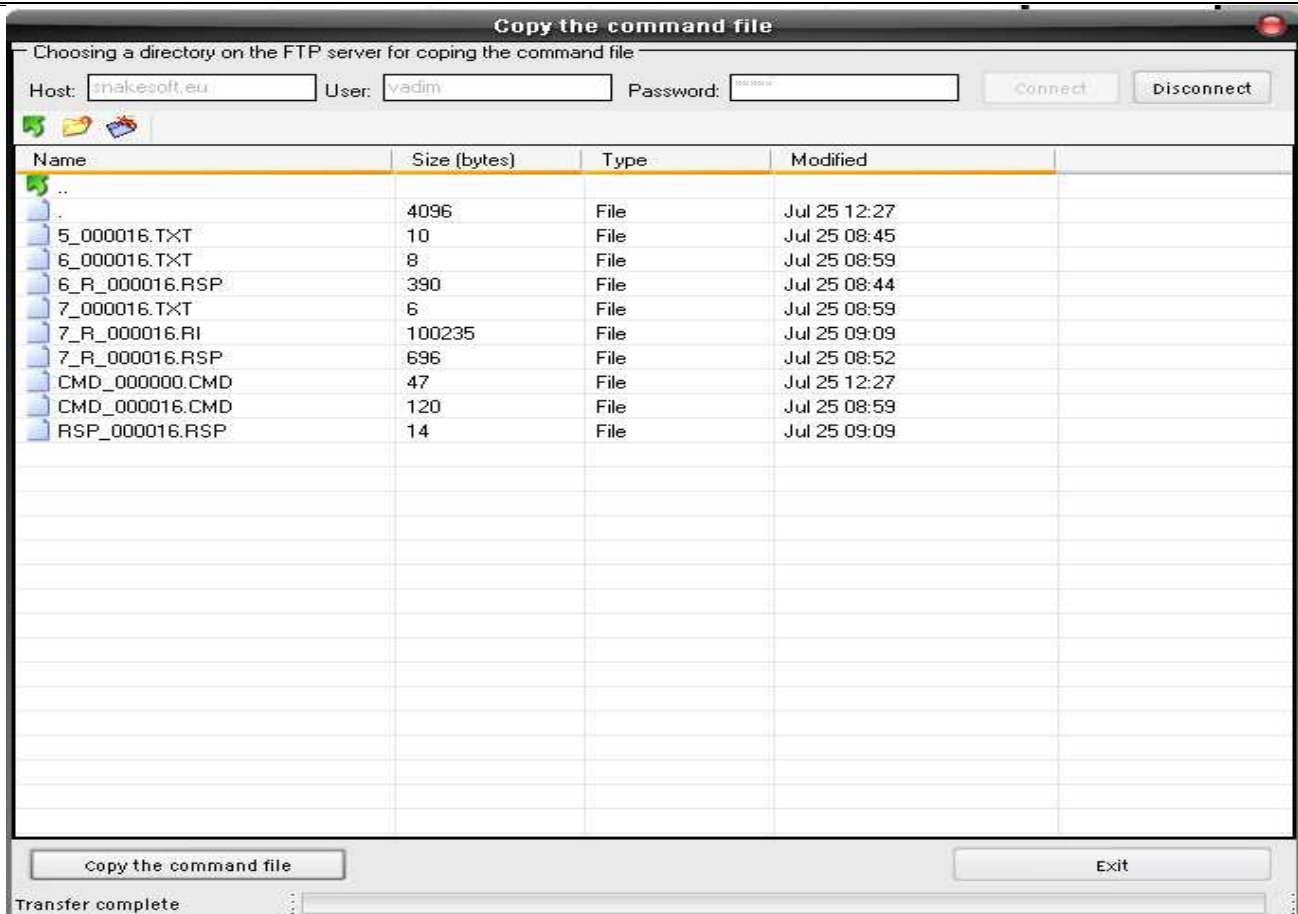 Copy the command file
Choosing a directory on the FTP server for coping the command file
Host: snakesoft.eu User: vadim Password: ***** Connect Disconnect
Name Size (bytes) Type Modified
..
. 4096 File Jul 25 12:27
5_000016.TXT 10 File Jul 25 08:45
6_000016.TXT 8 File Jul 25 08:59
6_R_000016.RSP 390 File Jul 25 08:44
7_000016.TXT 6 File Jul 25 08:59
7_R_000016.RI 100235 File Jul 25 09:09
7_R_000016.RSP 696 File Jul 25 08:52
CMD_000000.CMD 47 File Jul 25 12:27
CMD_000016.CMD 120 File Jul 25 08:59
RSP_000016.RSP 14 File Jul 25 09:09
Copy the command file Exit
Transfer complete